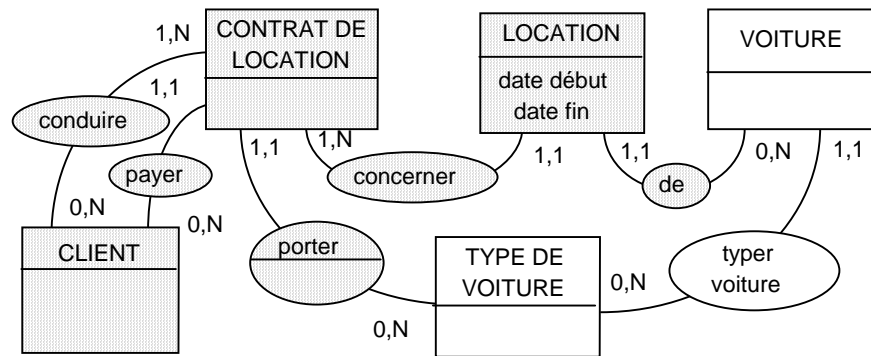 CONTRAT DE
LOCATION
LOCATION
date début
date fin
VOITURE
1,N
1,1
conduire
payer
1,1
1,N
concerner
1,1
1,1
de
0,N
1,1
0,N
0,N
CLIENT
porter
TYPE DE
VOITURE
0,N
0,N
typer
voiture